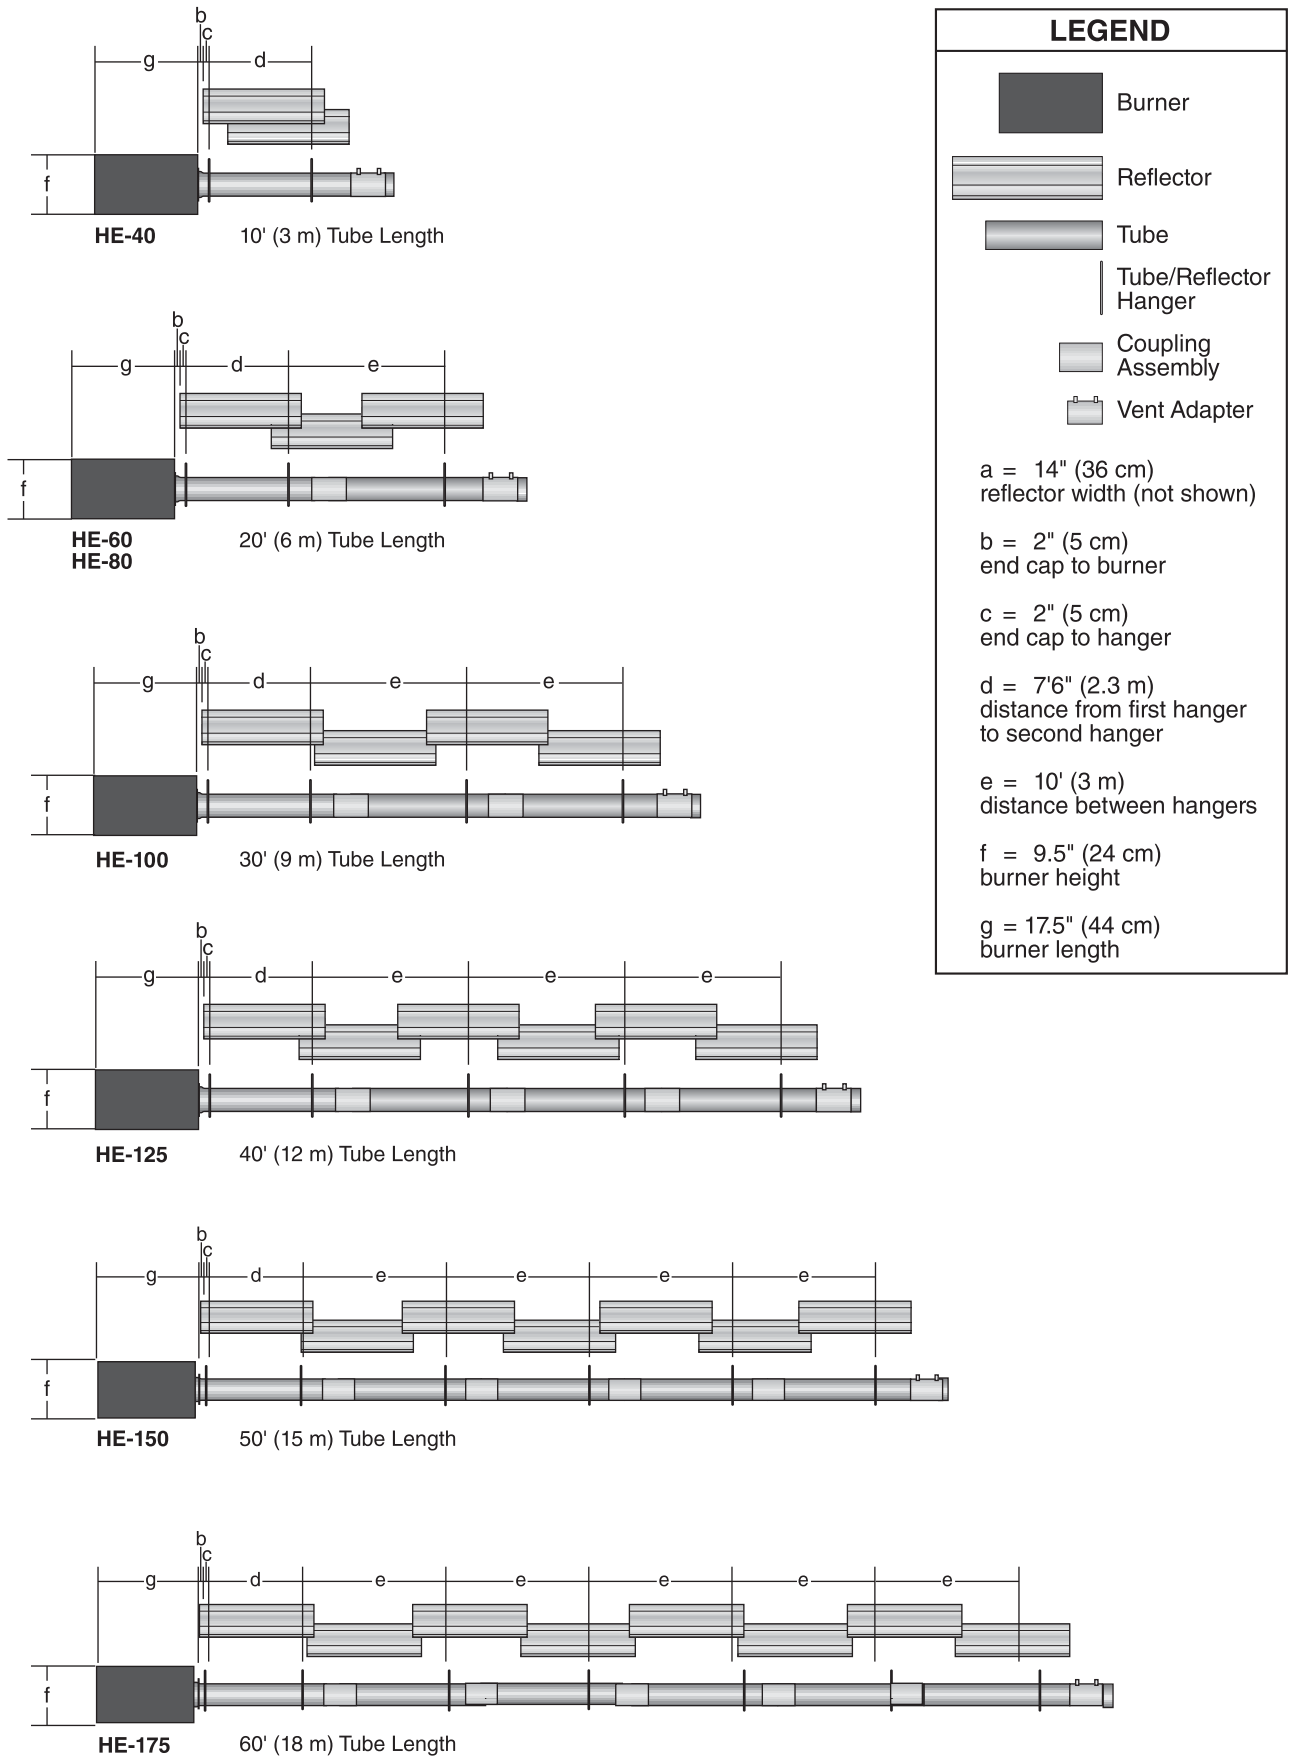 b
c
g
d
f
HE-40
10' (3 m) Tube Length
b
c
g
d
e
f
HE-60
HE-80
20' (6 m) Tube Length
b
c
g
d
e
e
f
HE-100
30' (9 m) Tube Length
b
c
g
d
e
e
e
f
HE-125
40' (12 m) Tube Length
b
c
g
d
e
e
e
e
f
HE-150
50' (15 m) Tube Length
b
c
g
d
e
e
e
e
e
f
HE-175
60' (18 m) Tube Length
LEGEND
Burner
Reflector
Tube
Tube/Reflector
Hanger
Coupling
Assembly
Vent Adapter
a = 14" (36 cm)
reflector width (not shown)
b = 2" (5 cm)
end cap to burner
c = 2" (5 cm)
end cap to hanger
d = 7'6" (2.3 m)
distance from first hanger
to second hanger
e = 10' (3 m)
distance between hangers
f = 9.5" (24 cm)
burner height
g = 17.5" (44 cm)
burner length